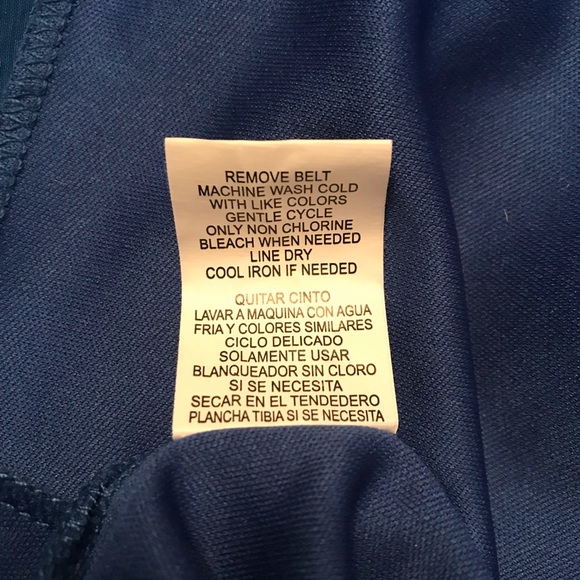 REMOVE BELT
MACHINE WASH COLD
WITH LIKE COLORS
GENTLE CYCLE
ONLY NON CHLORINE
BLEACH WHEN NEEDED
LINE DRY
COOL IRON IF NEEDED
QUITAR CINTO
LAVAR A MAQUINA CON AGUA
FRIA Y COLORES SIMILARES
CICLO DELICADO
SOLAMENTE USAR
BLANQUEADOR SIN CLORO
SI SE NECESITA
SECAR EN EL TENDEDERO
PLANCHA TIBIA SI SE NECESITA